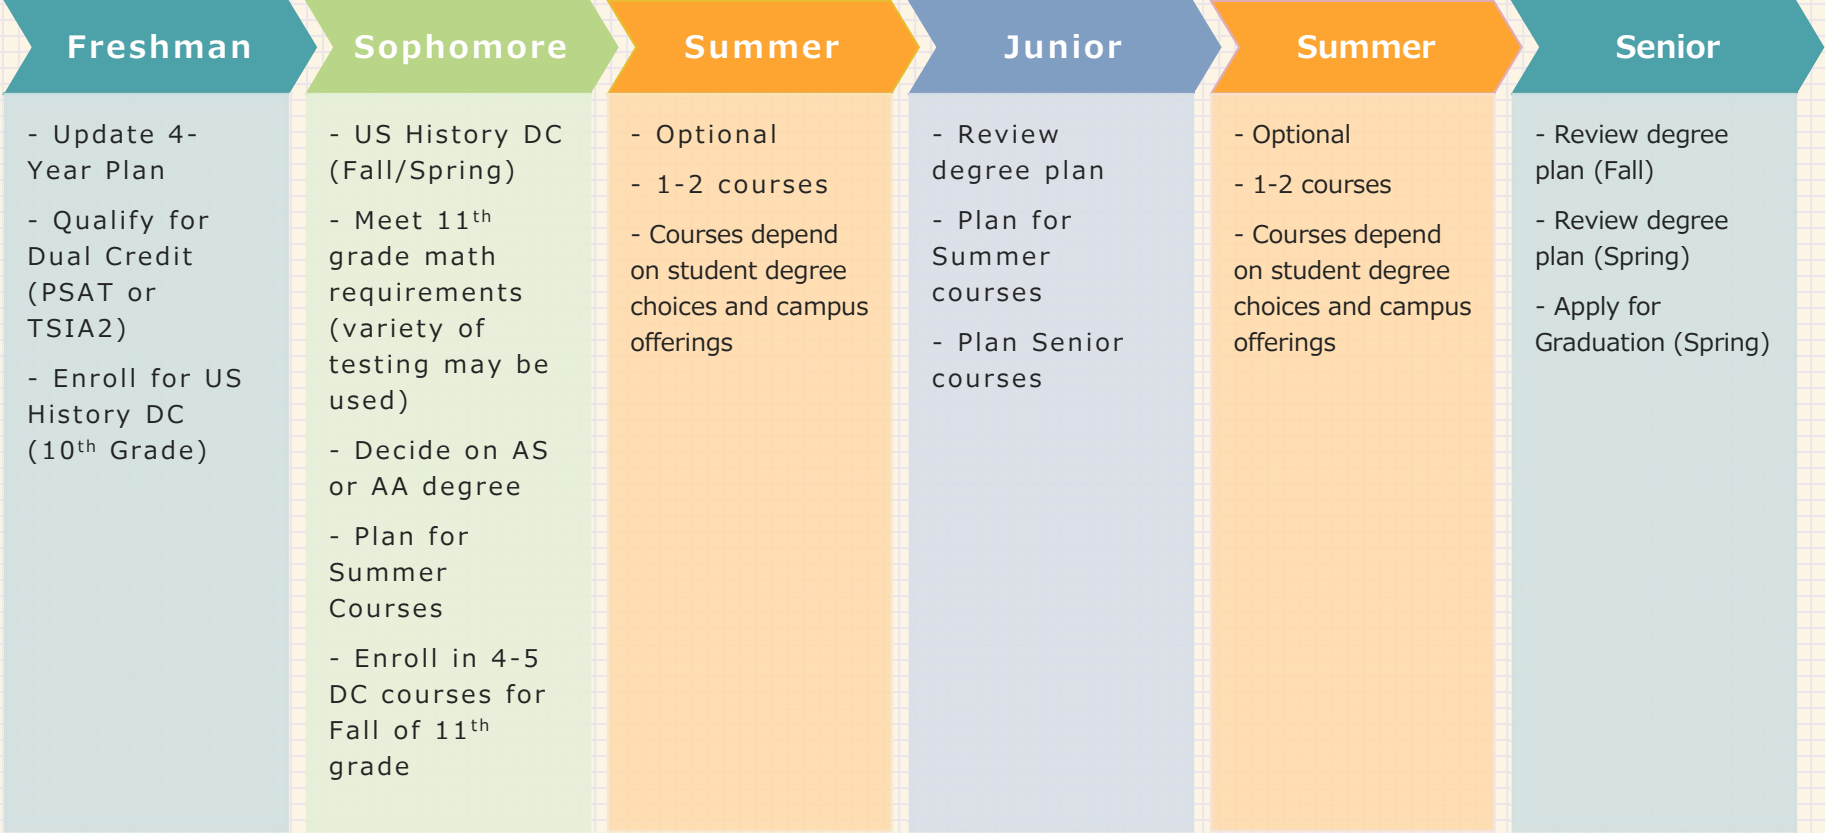 Freshman
- Update 4-
Year Plan
- Qualify for
Dual Credit
(PSAT or
TSIA2)
- Enroll for US
History DC
(10th Grade)
Sophomore
- US History DC
(Fall/Spring)
- Meet 11th
grade math
requirements
(variety of
testing may be
used)
- Decide on AS
or AA degree
- Plan for
Summer
Courses
- Enroll in 4-5
DC courses for
Fall of 11th
grade
Summer
- Optional
- 1-2 courses
- Courses depend
on student degree
choices and campus
offerings
Junior
- Review
degree plan
- Plan for
Summer
courses
- Plan Senior
courses
Summer
- Optional
- 1-2 courses
- Courses depend
on student degree
choices and campus
offerings
Senior
- Review degree
plan (Fall)
- Review degree
plan (Spring)
- Apply for
Graduation (Spring)